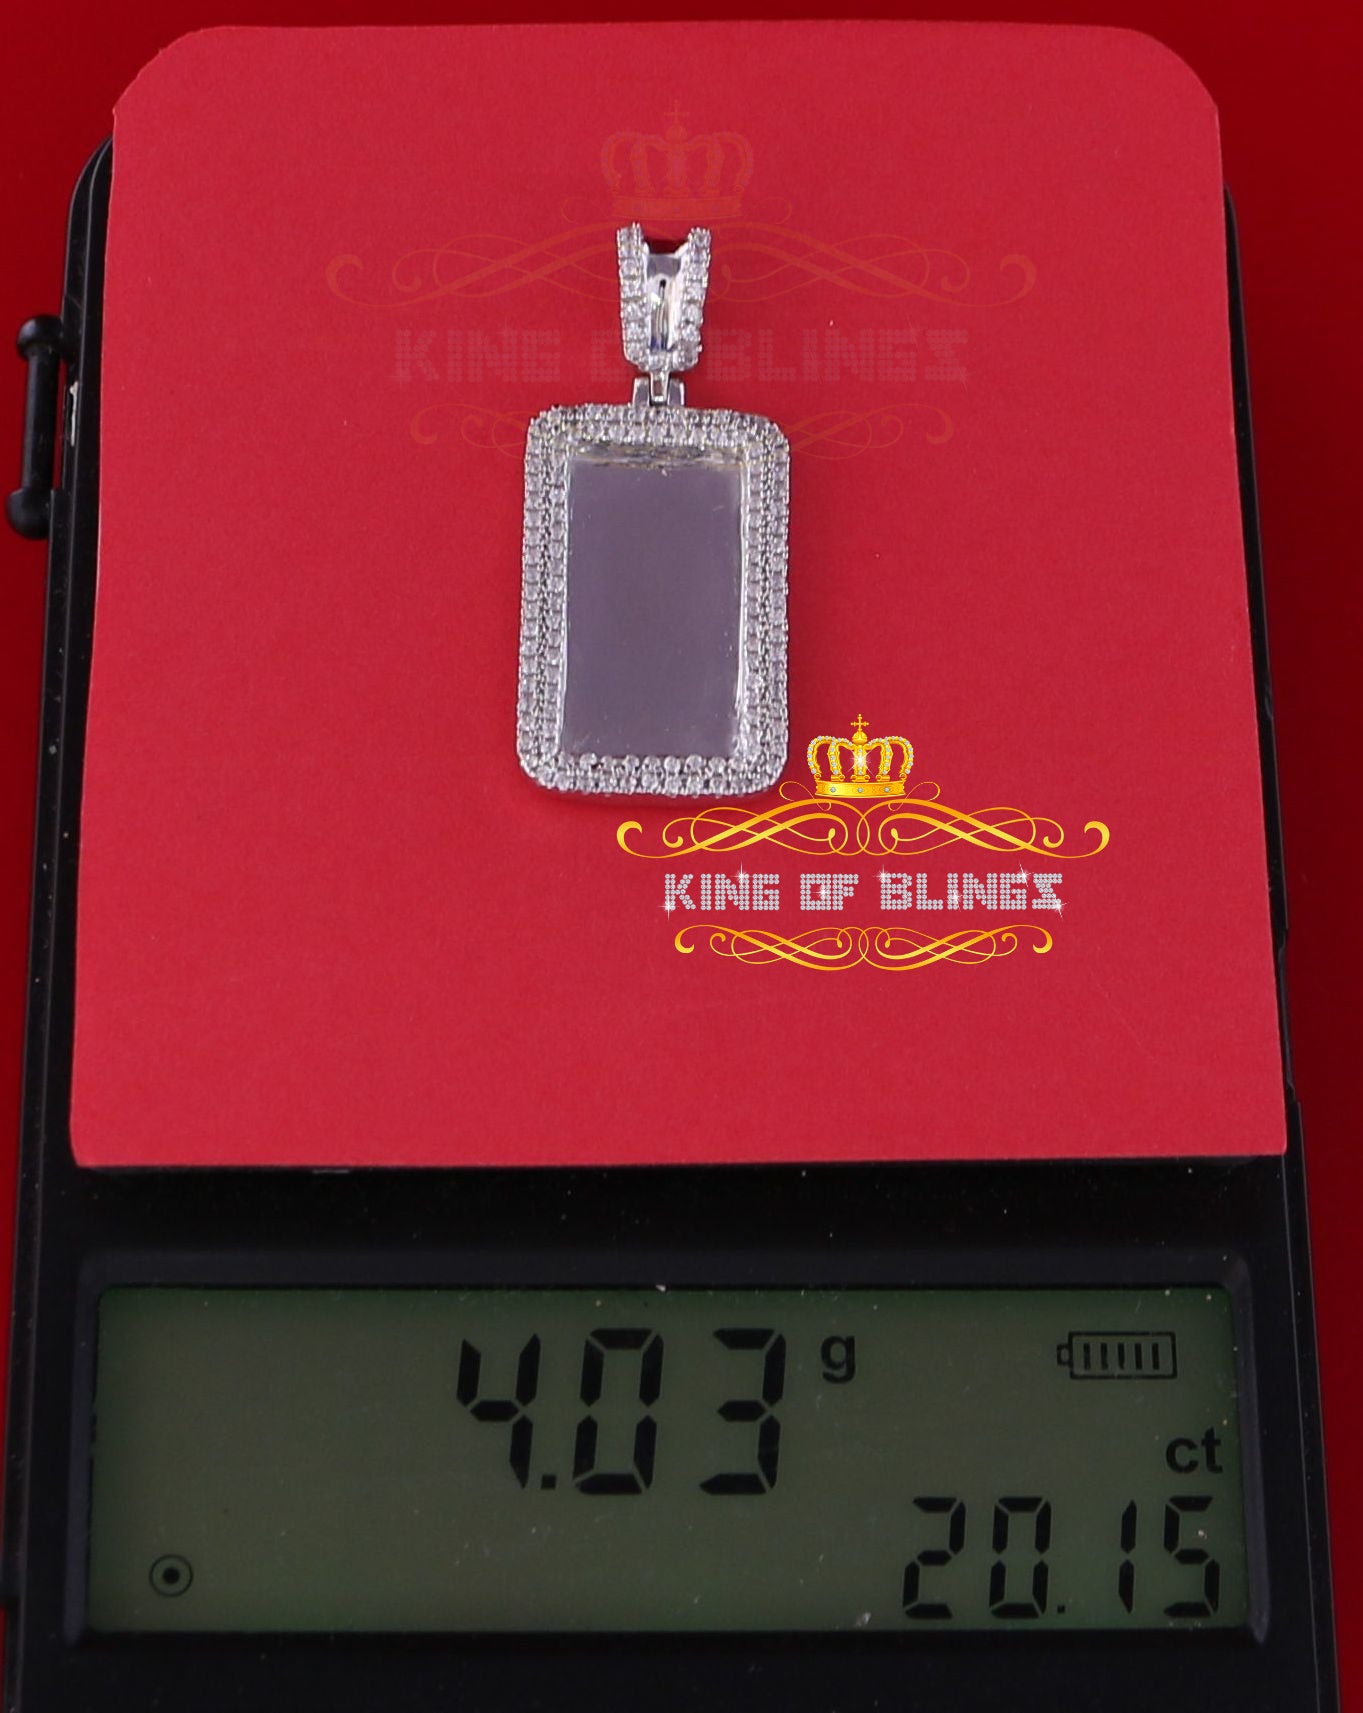 KING OF BLINGS
KING OF BLINGS
4.03 g
ct
20.15